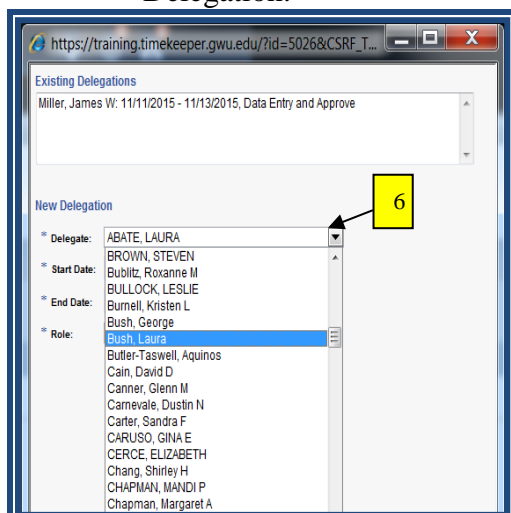 Delegation.
https://training.timekeeper.gwu.edu/?id=5026&CSRF_T...
X
Existing Delegations
Miller, James W: 11/11/2015 - 11/13/2015, Data Entry and Approve
6
New Delegation
* Delegate: ABATE, LAURA
BROWN, STEVEN
* Start Date: Bublitz, Roxanne M
BULLOCK, LESLIE
* End Date: Burnell, Kristen L
Bush, George
* Role: Bush, Laura
Butler-Taswell, Aquinos
Cain, David D
Canner, Glenn M
Carnevale, Dustin N
Carter, Sandra F
CARUSO, GINA E
CERCE, ELIZABETH
Chang, Shirley H
CHAPMAN, MANDI P
Chapman, Margaret A